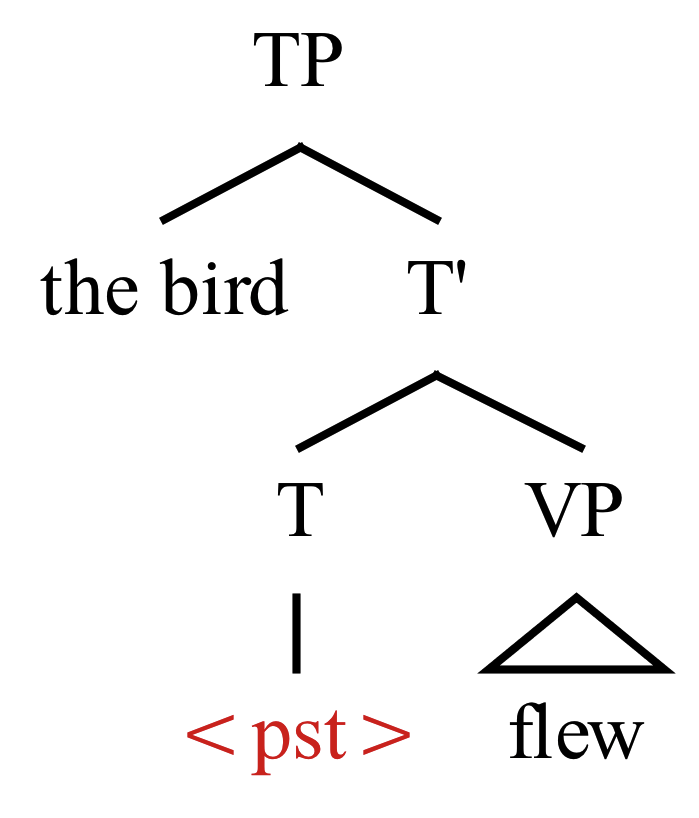 TP
the bird T'
T VP
<pst> flew